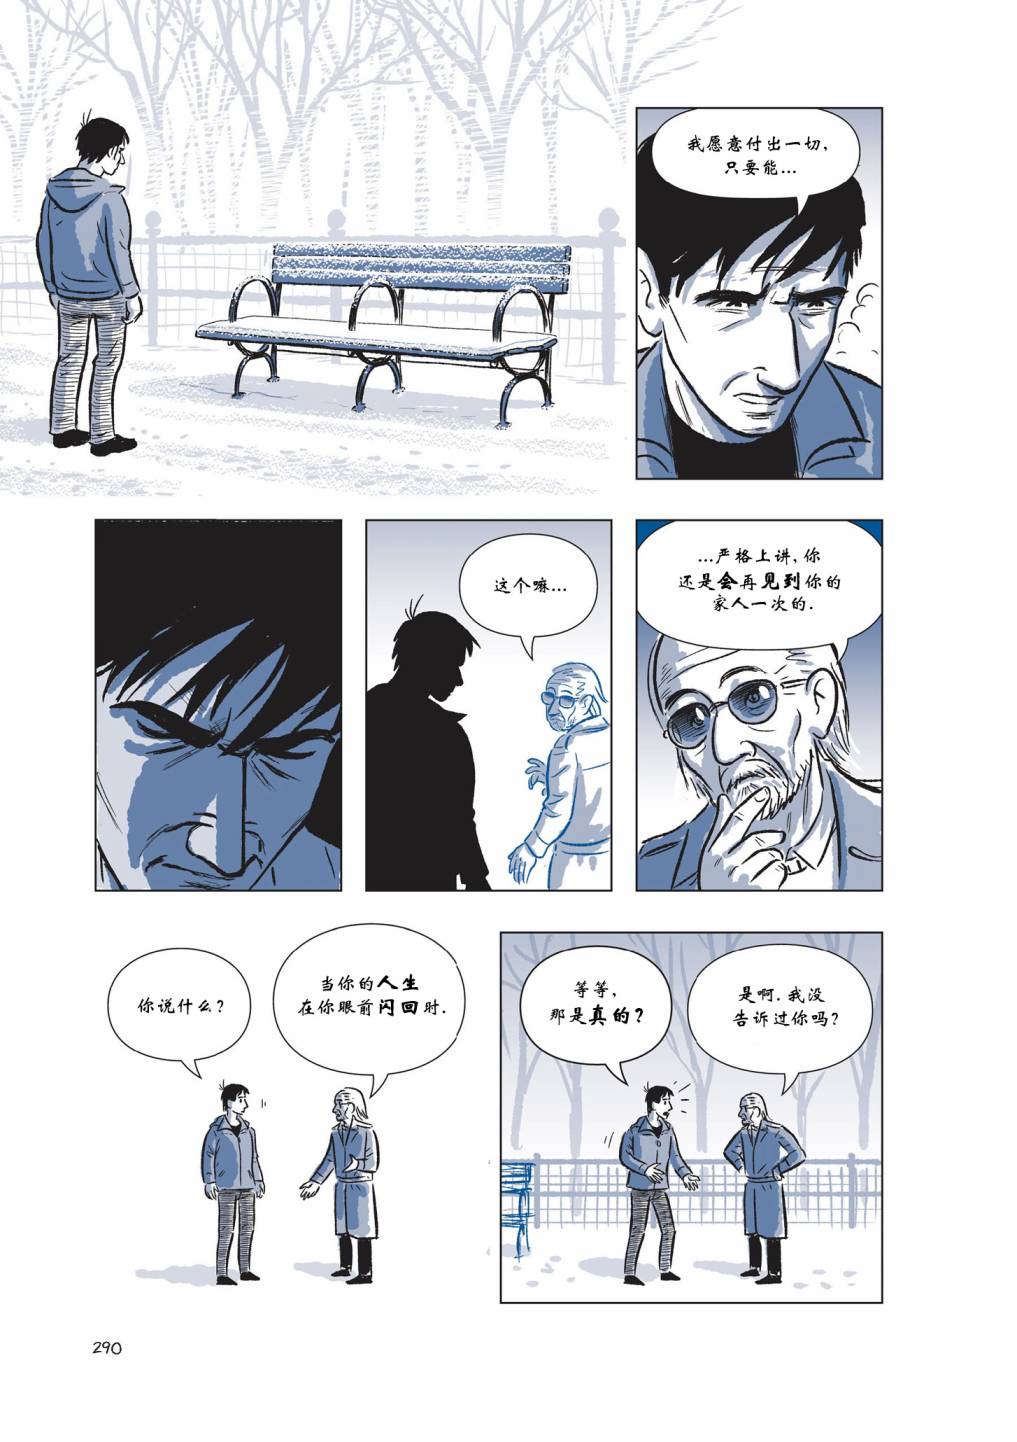 我愿意付出一切,
只要能...
这个嘛...
...严格上讲,你
还是会再见到你的
家人一次的.
你说什么?
当你的人生
在你眼前闪回时.
等等,
那是真的?
是啊.我没
告诉过你吗?
290